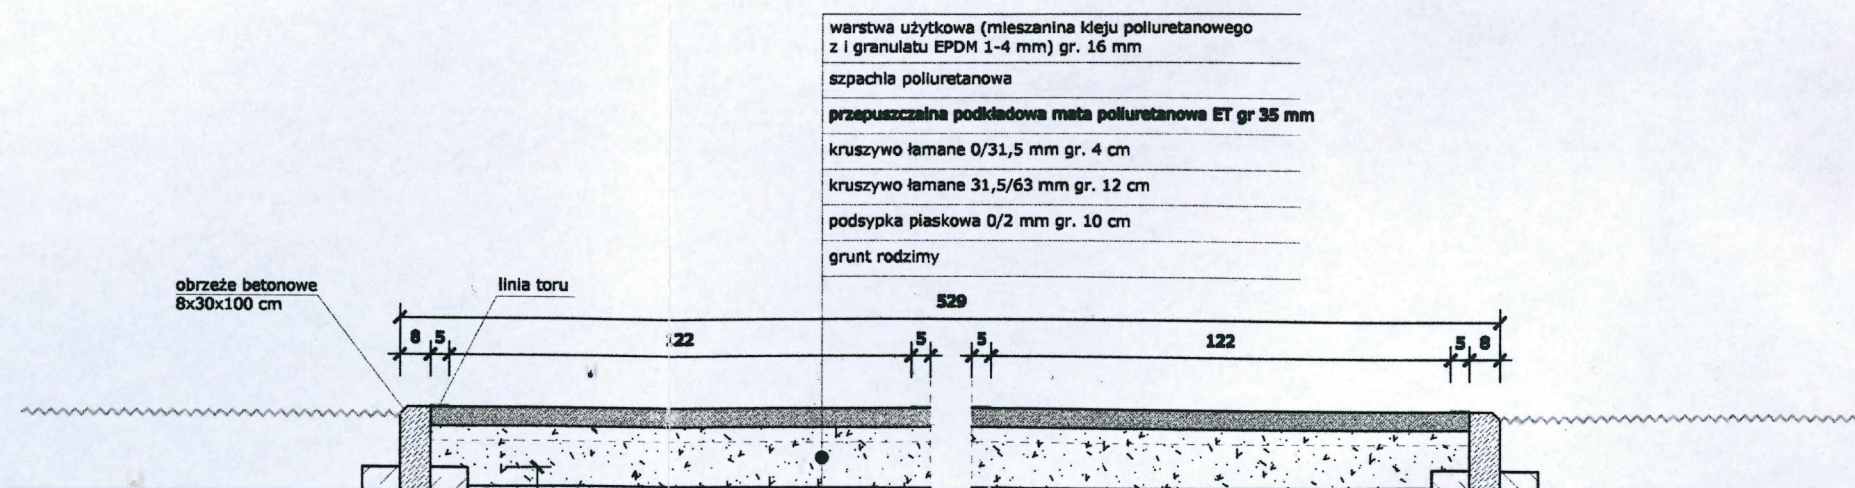 warstwa użytkowa (mieszanina kleju poliuretanowego
z i granulatu EPDM 1-4 mm) gr. 16 mm
szpachla poliuretanowa
przepuszczalna podkładowa mata poliuretanowa ET gr 35 mm
kruszywo łamane 0/31,5 mm gr. 4 cm
kruszywo łamane 31,5/63 mm gr. 12 cm
podsypka piaskowa 0/2 mm gr. 10 cm
grunt rodzimy
obrzeże betonowe
8x30x100 cm
linia toru
529
8 5 22 5 5 122 5 8